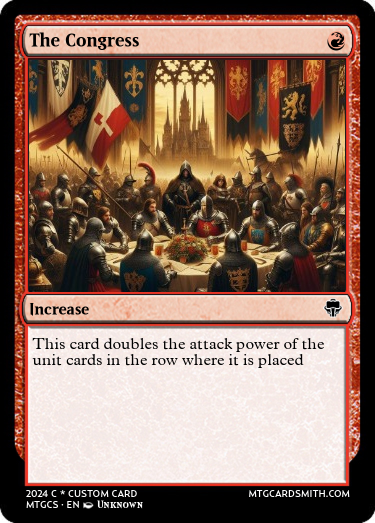 The Congress
Increase
This card doubles the attack power of the
unit cards in the row where it is placed
2024 C * CUSTOM CARD
MTGCARDSMITH.COM
MTGCS · EN Unknown